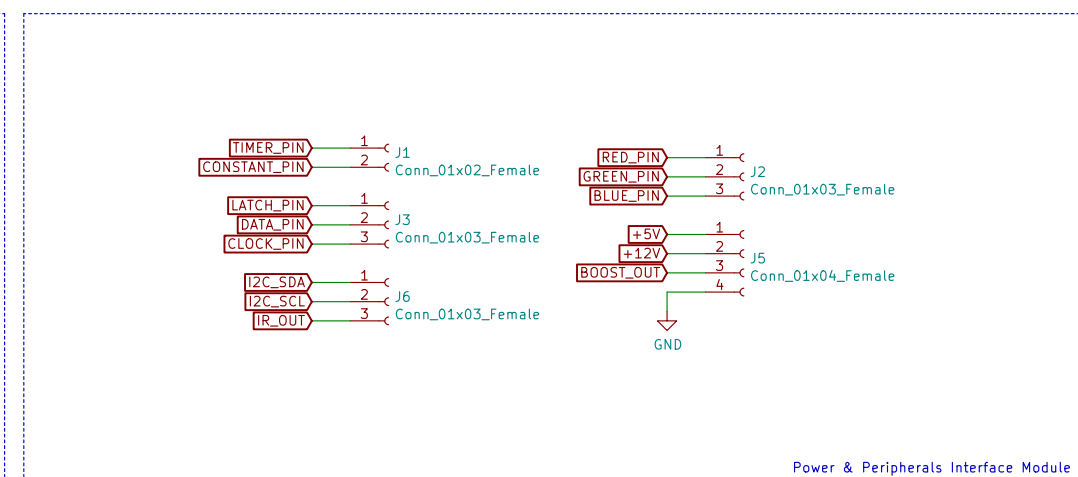 TIMER_PIN 1
CONSTANT_PIN 2
J1
Conn_01x02_Female
LATCH_PIN 1
DATA_PIN 2
CLOCK_PIN 3
J3
Conn_01x03_Female
I2C_SDA 1
I2C_SCL 2
IR_OUT 3
J6
Conn_01x03_Female
RED_PIN 1
GREEN_PIN 2
BLUE_PIN 3
J2
Conn_01x03_Female
+5V 1
+12V 2
BOOST_OUT 3
4
J5
Conn_01x04_Female
GND
Power & Peripherals Interface Module